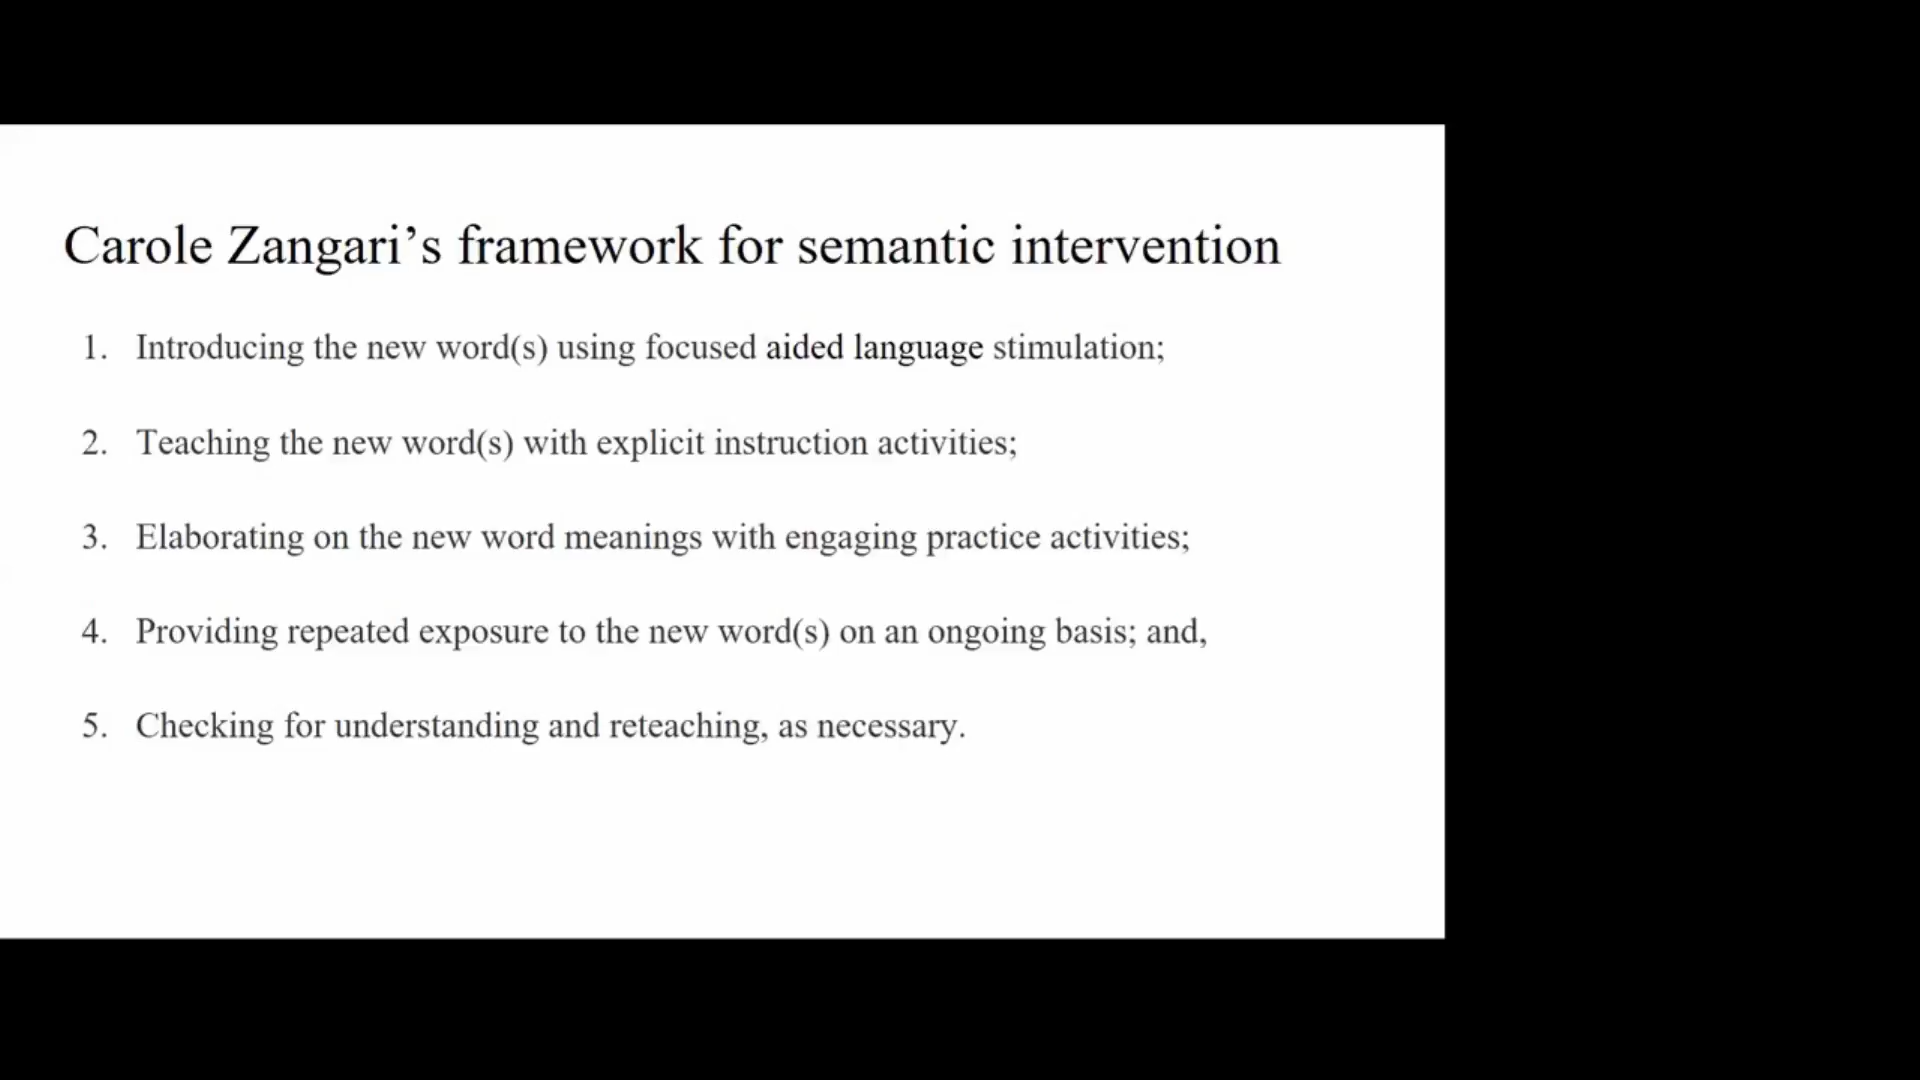 Carole Zangari’s framework for semantic intervention
1. Introducing the new word(s) using focused aided language stimulation;
2. Teaching the new word(s) with explicit instruction activities;
3. Elaborating on the new word meanings with engaging practice activities;
4. Providing repeated exposure to the new word(s) on an ongoing basis; and,
5. Checking for understanding and reteaching, as necessary.